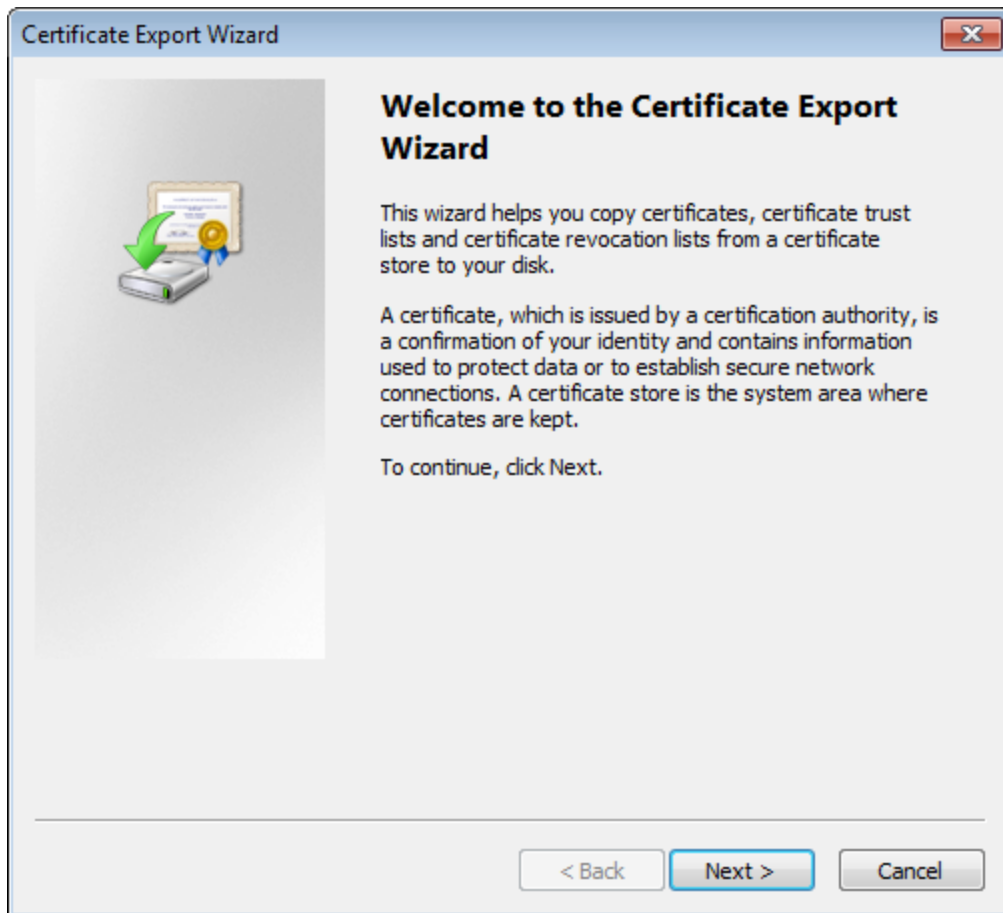 Certificate Export Wizard
Welcome to the Certificate Export
Wizard
This wizard helps you copy certificates, certificate trust
lists and certificate revocation lists from a certificate
store to your disk.
A certificate, which is issued by a certification authority, is
a confirmation of your identity and contains information
used to protect data or to establish secure network
connections. A certificate store is the system area where
certificates are kept.
To continue, click Next.
< Back
Next >
Cancel